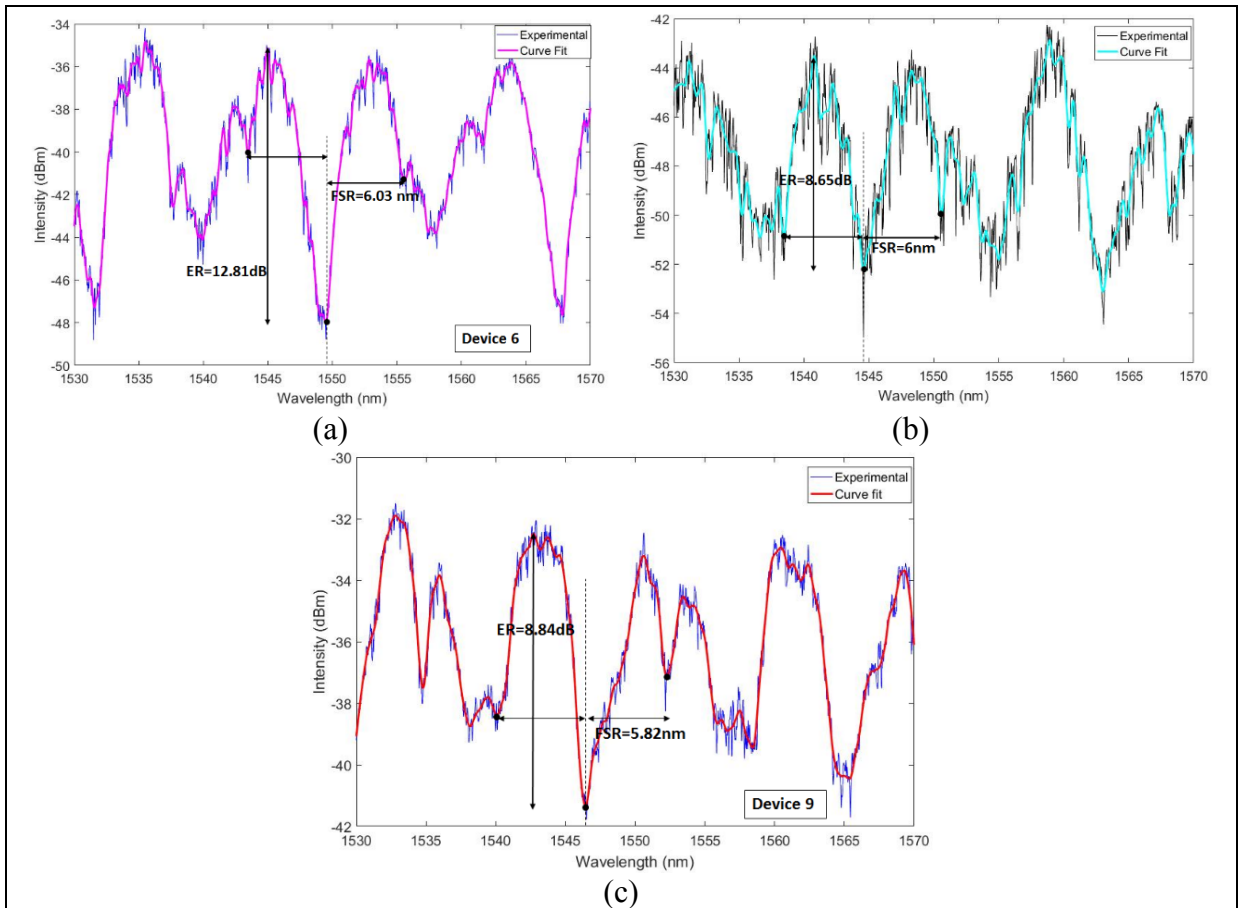 -34
-36
-38
-40
-42
-44
-46
-48
-50
Intensity (dBm)
Experimental
Curve Fit
FSR=6.03 nm
ER=12.81dB
Device 6
1530 1535 1540 1545 1550 1555 1560 1565 1570
Wavelength (nm)
(a)
-42
-44
-46
-48
-50
-52
-54
-56
Intensity (dBm)
Experimental
Curve Fit
ER=8.65dB
FSR=6nm
1530 1535 1540 1545 1550 1555 1560 1565 1570
Wavelength (nm)
(b)
-30
-32
-34
-36
-38
-40
-42
Intensity (dBm)
Experimental
Curve fit
ER=8.84dB
FSR=5.82nm
Device 9
1530 1535 1540 1545 1550 1555 1560 1565 1570
Wavelength (nm)
(c)